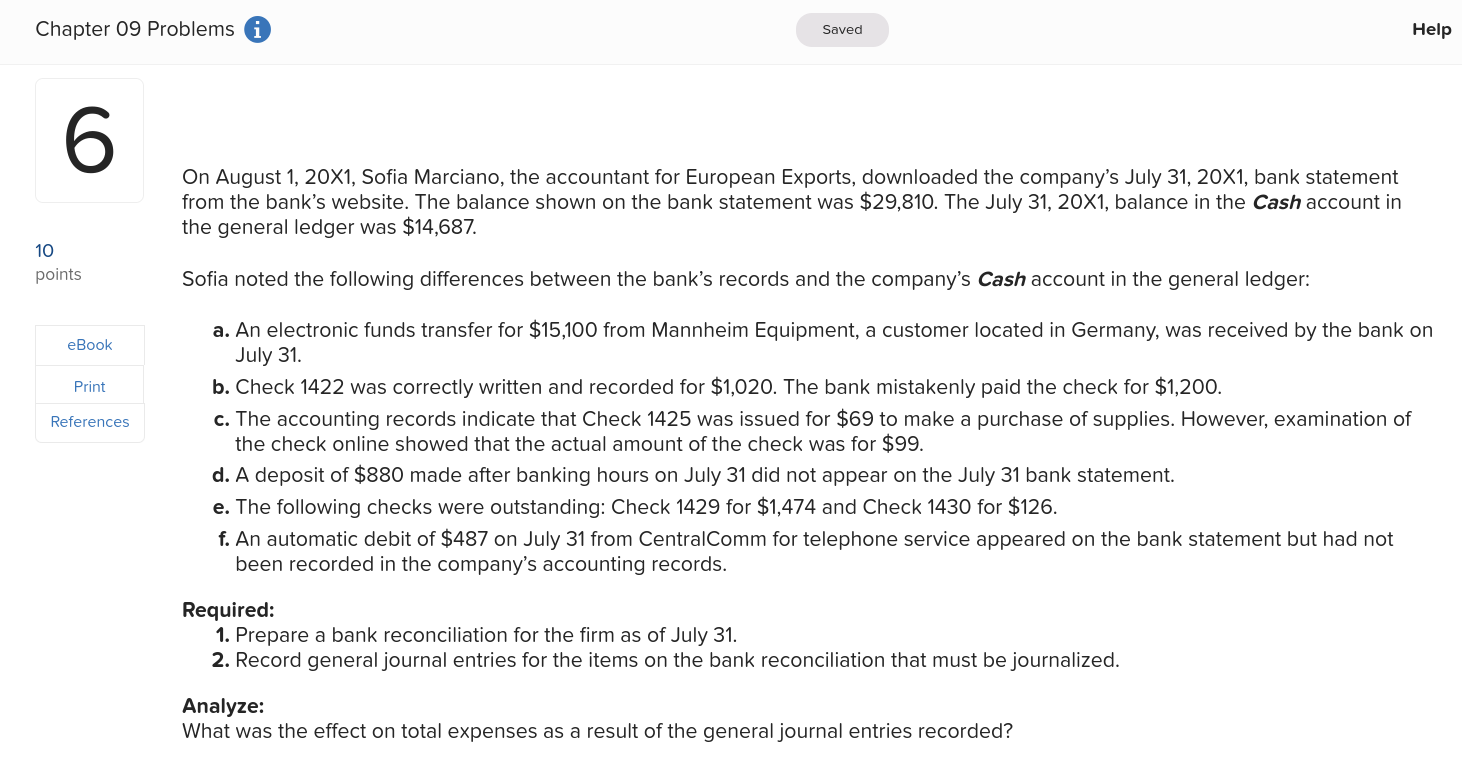 Chapter 09 Problems i
Saved
Help
6
10
points
eBook
Print
References
On August 1, 20X1, Sofia Marciano, the accountant for European Exports, downloaded the company’s July 31, 20X1, bank statement
from the bank’s website. The balance shown on the bank statement was $29,810. The July 31, 20X1, balance in the Cash account in
the general ledger was $14,687.
Sofia noted the following differences between the bank’s records and the company’s Cash account in the general ledger:
a. An electronic funds transfer for $15,100 from Mannheim Equipment, a customer located in Germany, was received by the bank on
July 31.
b. Check 1422 was correctly written and recorded for $1,020. The bank mistakenly paid the check for $1,200.
c. The accounting records indicate that Check 1425 was issued for $69 to make a purchase of supplies. However, examination of
the check online showed that the actual amount of the check was for $99.
d. A deposit of $880 made after banking hours on July 31 did not appear on the July 31 bank statement.
e. The following checks were outstanding: Check 1429 for $1,474 and Check 1430 for $126.
f. An automatic debit of $487 on July 31 from CentralComm for telephone service appeared on the bank statement but had not
been recorded in the company’s accounting records.
Required:
1. Prepare a bank reconciliation for the firm as of July 31.
2. Record general journal entries for the items on the bank reconciliation that must be journalized.
Analyze:
What was the effect on total expenses as a result of the general journal entries recorded?